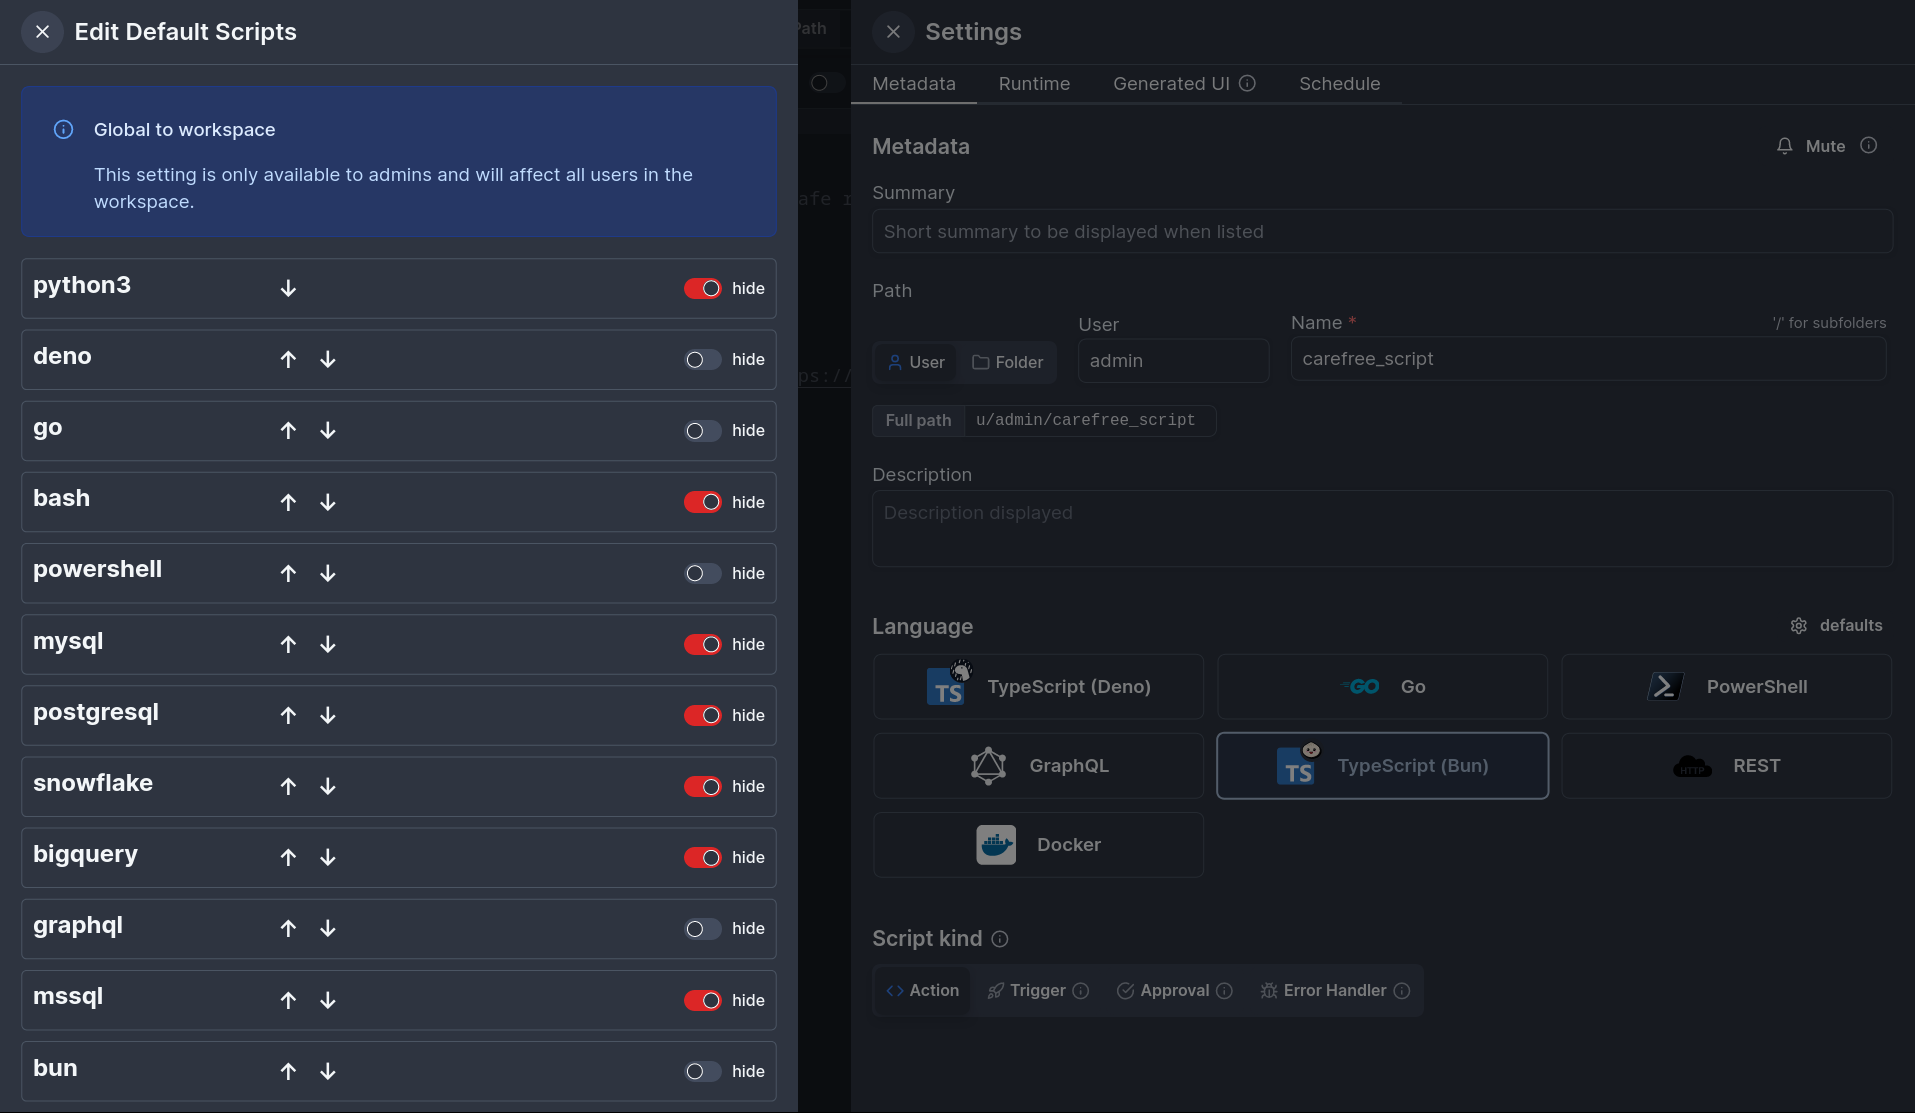 Edit Default Scripts
Global to workspace
This setting is only available to admins and will affect all users in the
workspace.
python3 hide
deno hide
go hide
bash hide
powershell hide
mysql hide
postgresql hide
snowflake hide
bigquery hide
graphql hide
mssql hide
bun hide
Path
afe r
ps://
Settings
Metadata Runtime Generated UI Schedule
Metadata Mute
Summary
Short summary to be displayed when listed
Path
User Name * '/' for subfolders
User Folder admin carefree_script
Full path u/admin/carefree_script
Description
Description displayed
Language defaults
TS TypeScript (Deno) GO Go PowerShell
GraphQL TS TypeScript (Bun) HTTP REST
Docker
Script kind
Action Trigger Approval Error Handler